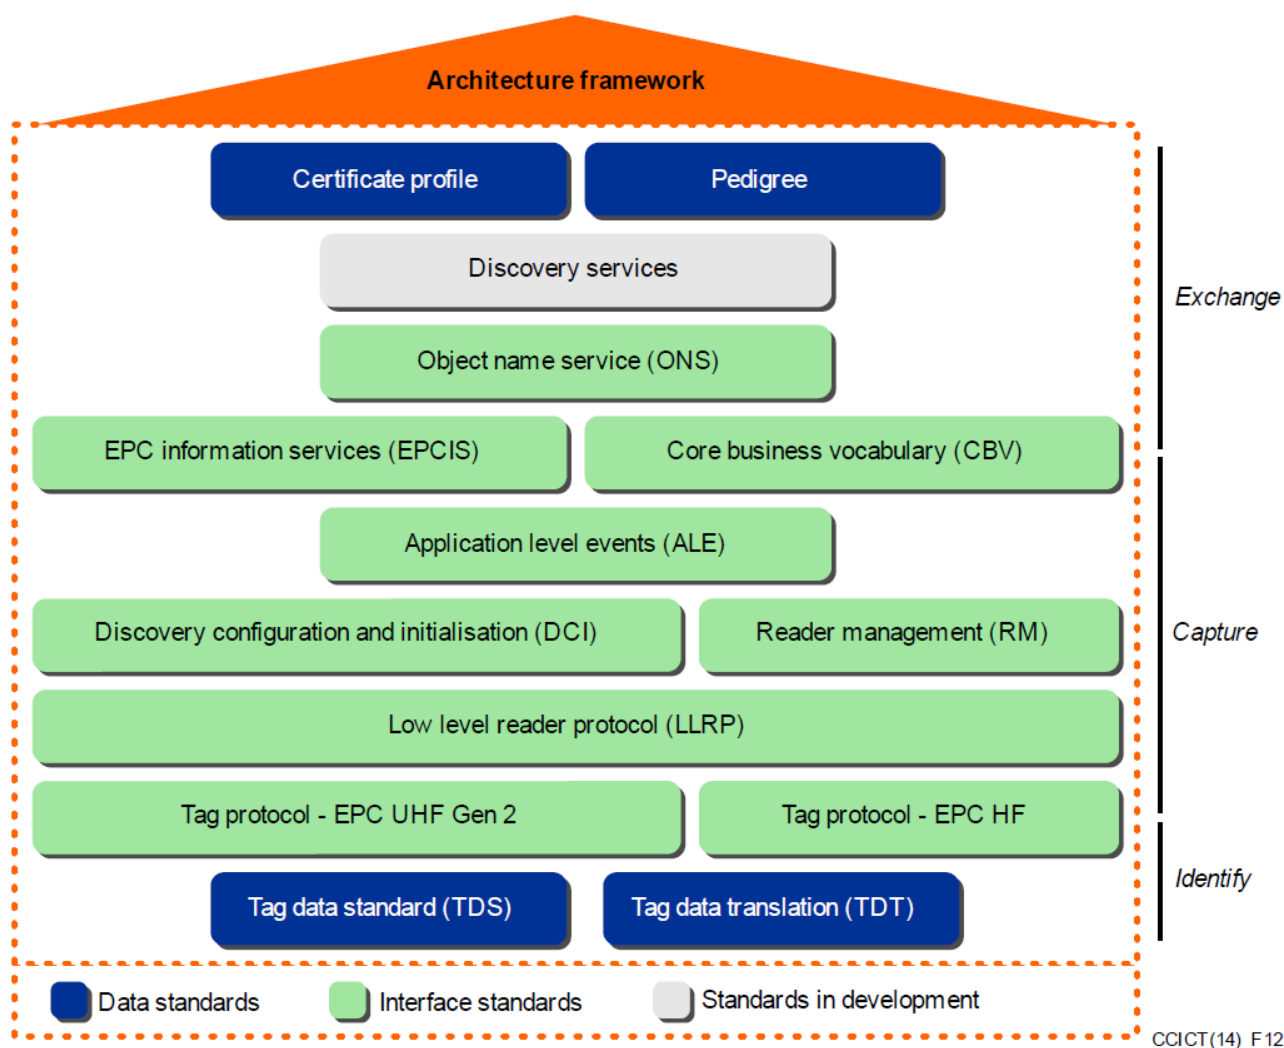 Architecture framework
Certificate profile
Pedigree
Discovery services
Exchange
Object name service (ONS)
EPC information services (EPCIS)
Core business vocabulary (CBV)
Application level events (ALE)
Discovery configuration and initialisation (DCI)
Reader management (RM)
Capture
Low level reader protocol (LLRP)
Tag protocol - EPC UHF Gen 2
Tag protocol - EPC HF
Identify
Tag data standard (TDS)
Tag data translation (TDT)
Data standards
Interface standards
Standards in development
CCICT(14)_F12